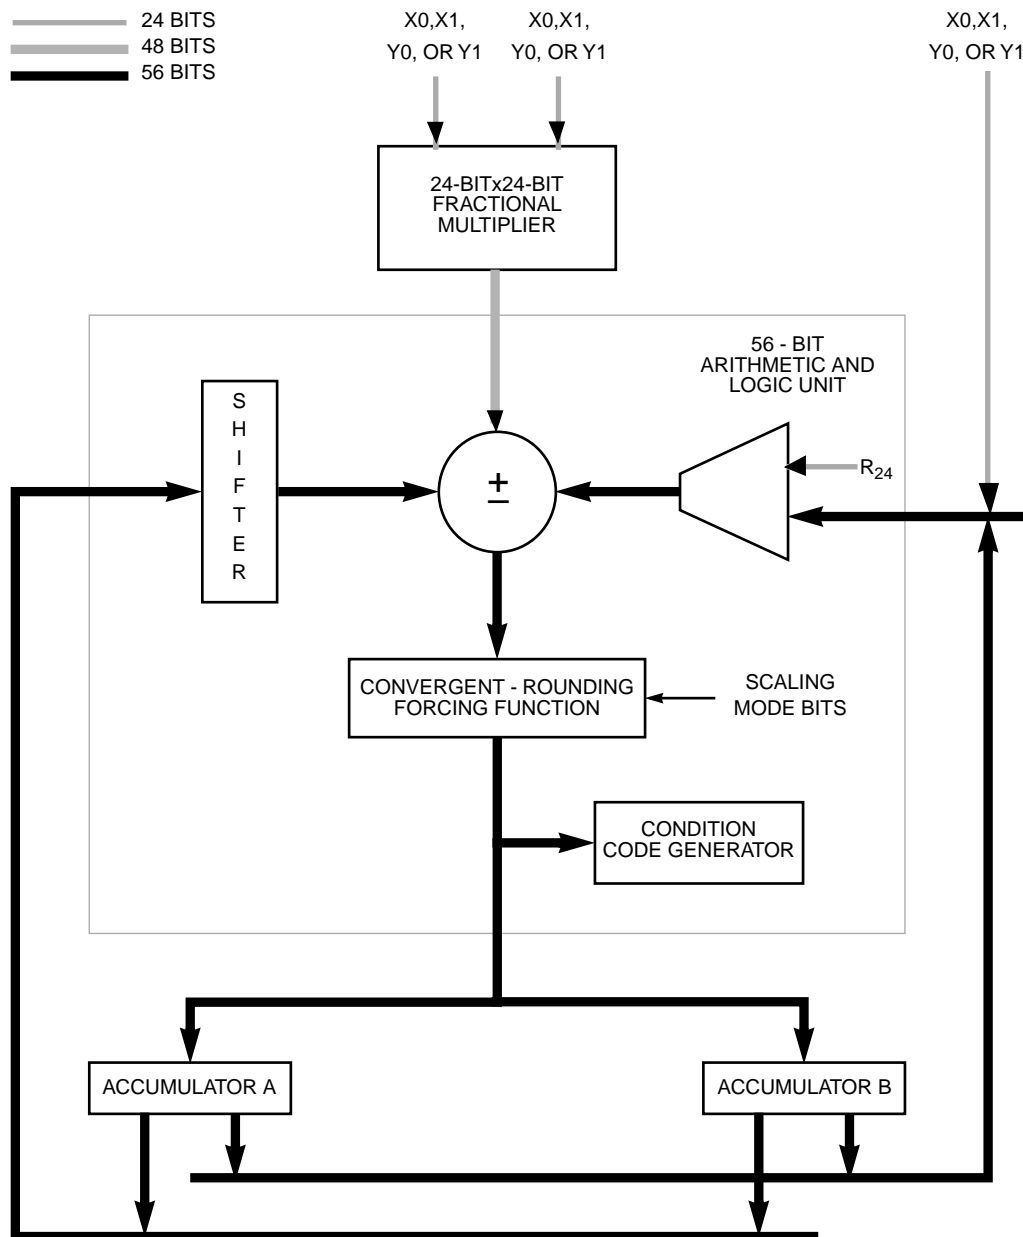 24 BITS
48 BITS
56 BITS
X0,X1,
Y0, OR Y1
X0,X1,
Y0, OR Y1
X0,X1,
Y0, OR Y1
24-BITx24-BIT
FRACTIONAL
MULTIPLIER
56 - BIT
ARITHMETIC AND
LOGIC UNIT
S
H
I
F
T
E
R
±
R24
CONVERGENT - ROUNDING
FORCING FUNCTION
SCALING
MODE BITS
CONDITION
CODE GENERATOR
ACCUMULATOR A
ACCUMULATOR B